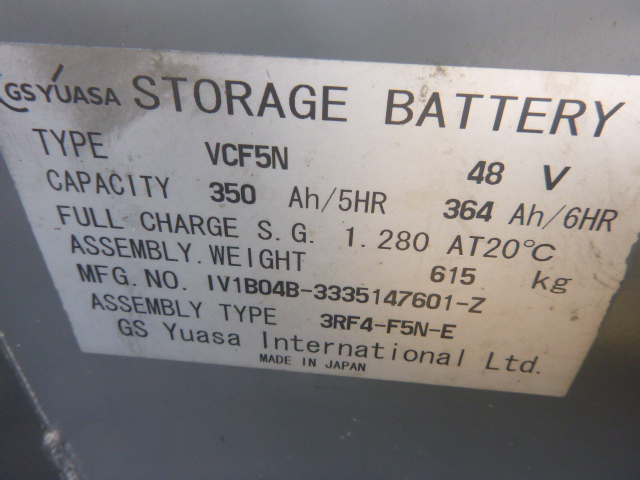 GS YUASA STORAGE BATTERY
TYPE VCF5N 48 V
CAPACITY 350 Ah/5HR 364 Ah/6HR
FULL CHARGE S.G. 1.280 AT20℃
ASSEMBLY.WEIGHT 615 kg
MFG.NO. IV1B04B-3335147601-Z
ASSEMBLY TYPE 3RF4-F5N-E
GS Yuasa International Ltd.
MADE IN JAPAN